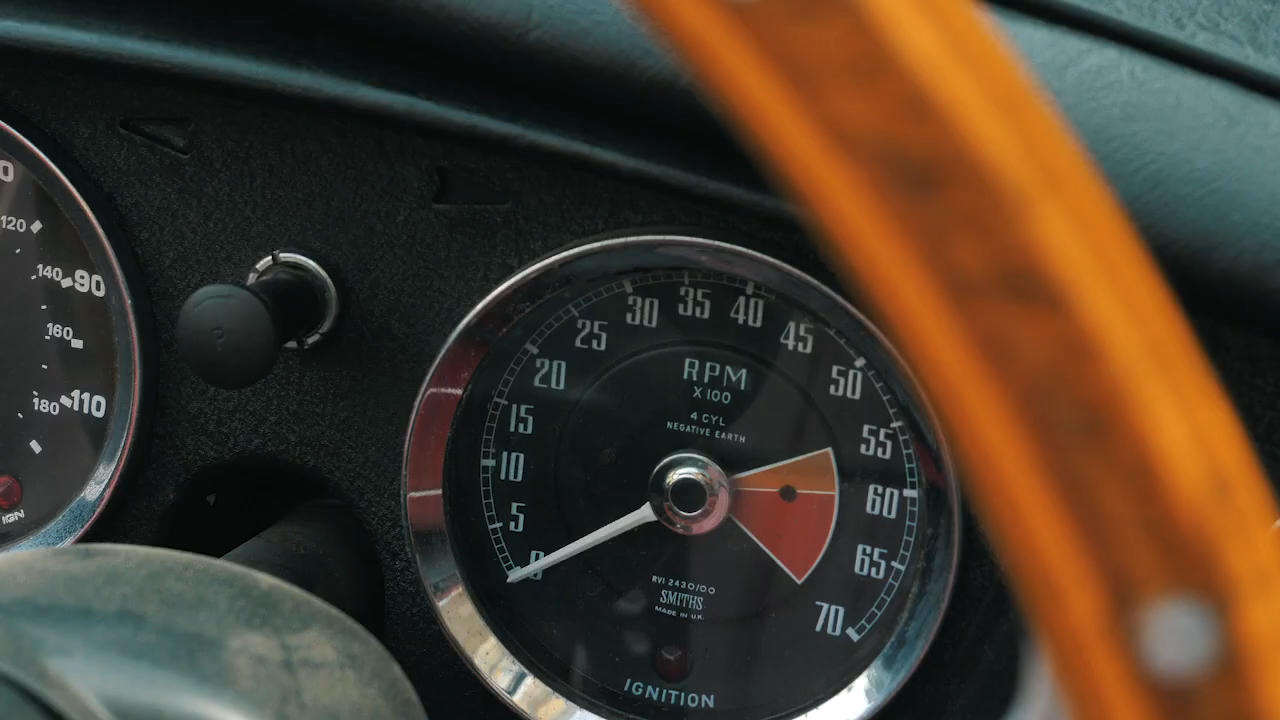 120
140
90
160
180
110
IGN
0
5
10
15
20
25
30
35
40
45
50
55
60
65
70
RPM
X100
4 CYL
NEGATIVE EARTH
RVI 2430/00
SMITHS
MADE IN U.K.
IGNITION